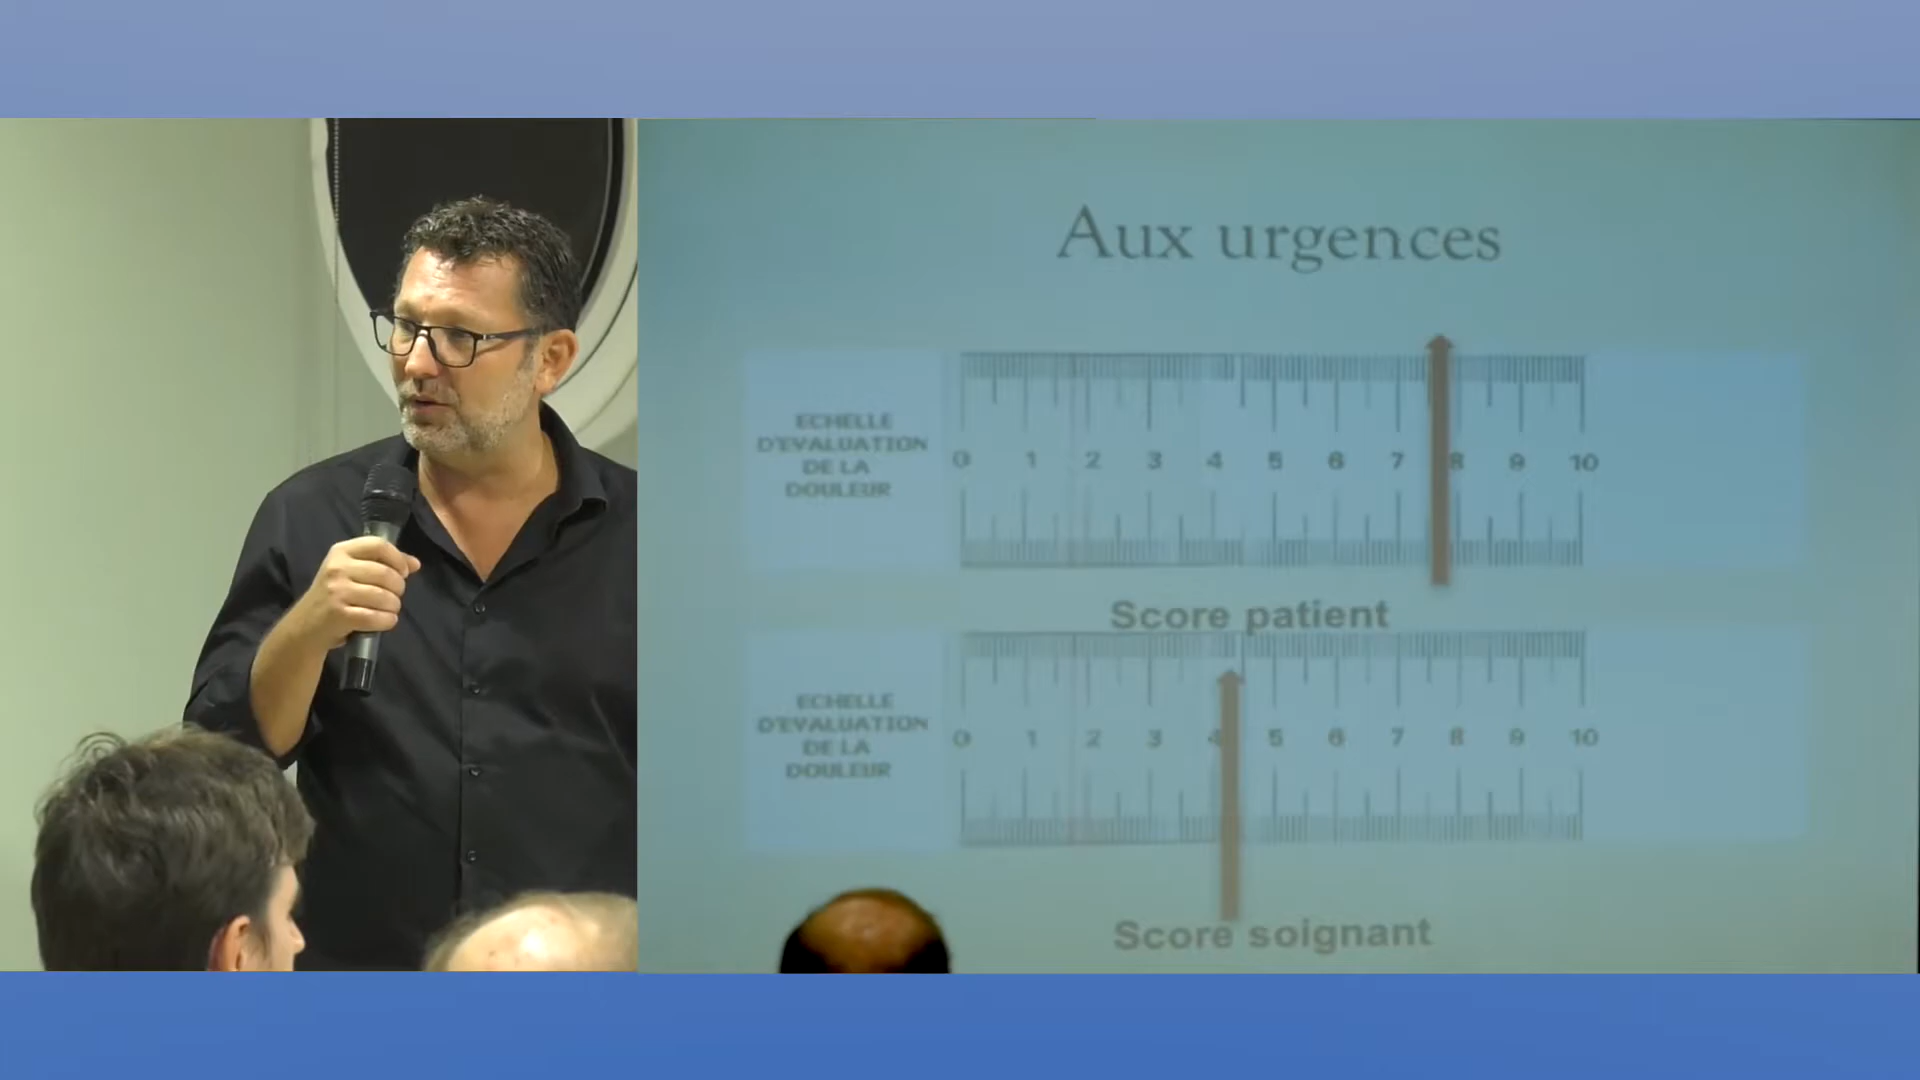 Aux urgences
ECHELLE
D'EVALUATION
DE LA
DOULEUR
0 1 2 3 4 5 6 7 8 9 10
Score patient
ECHELLE
D'EVALUATION
DE LA
DOULEUR
0 1 2 3 4 5 6 7 8 9 10
Score soignant